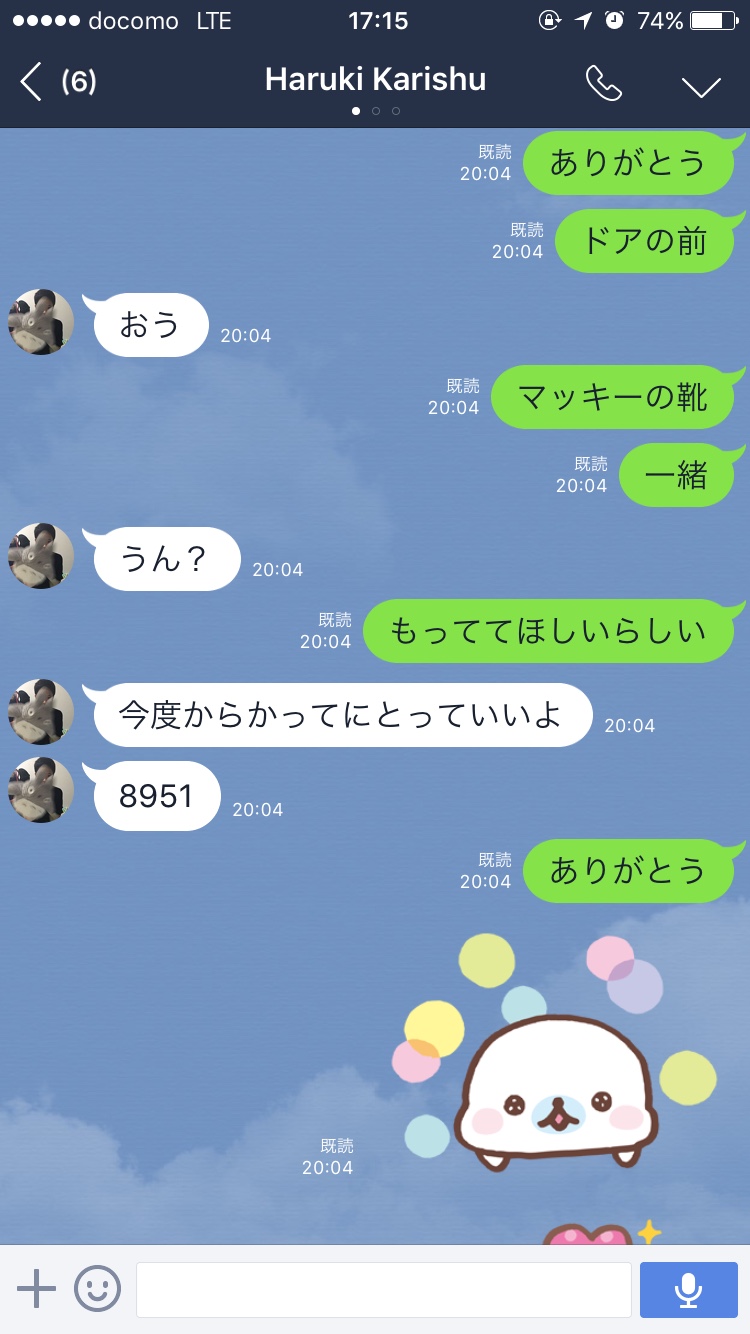 docomo LTE 17:15 74%
(6) Haruki Karishu
既読
20:04 ありがとう
既読
20:04 ドアの前
おう 20:04
既読
20:04 マッキーの靴
既読
20:04 一緒
うん？ 20:04
既読
20:04 もっててほしいらしい
今度からかってにとっていいよ 20:04
8951 20:04
既読
20:04 ありがとう
既読
20:04